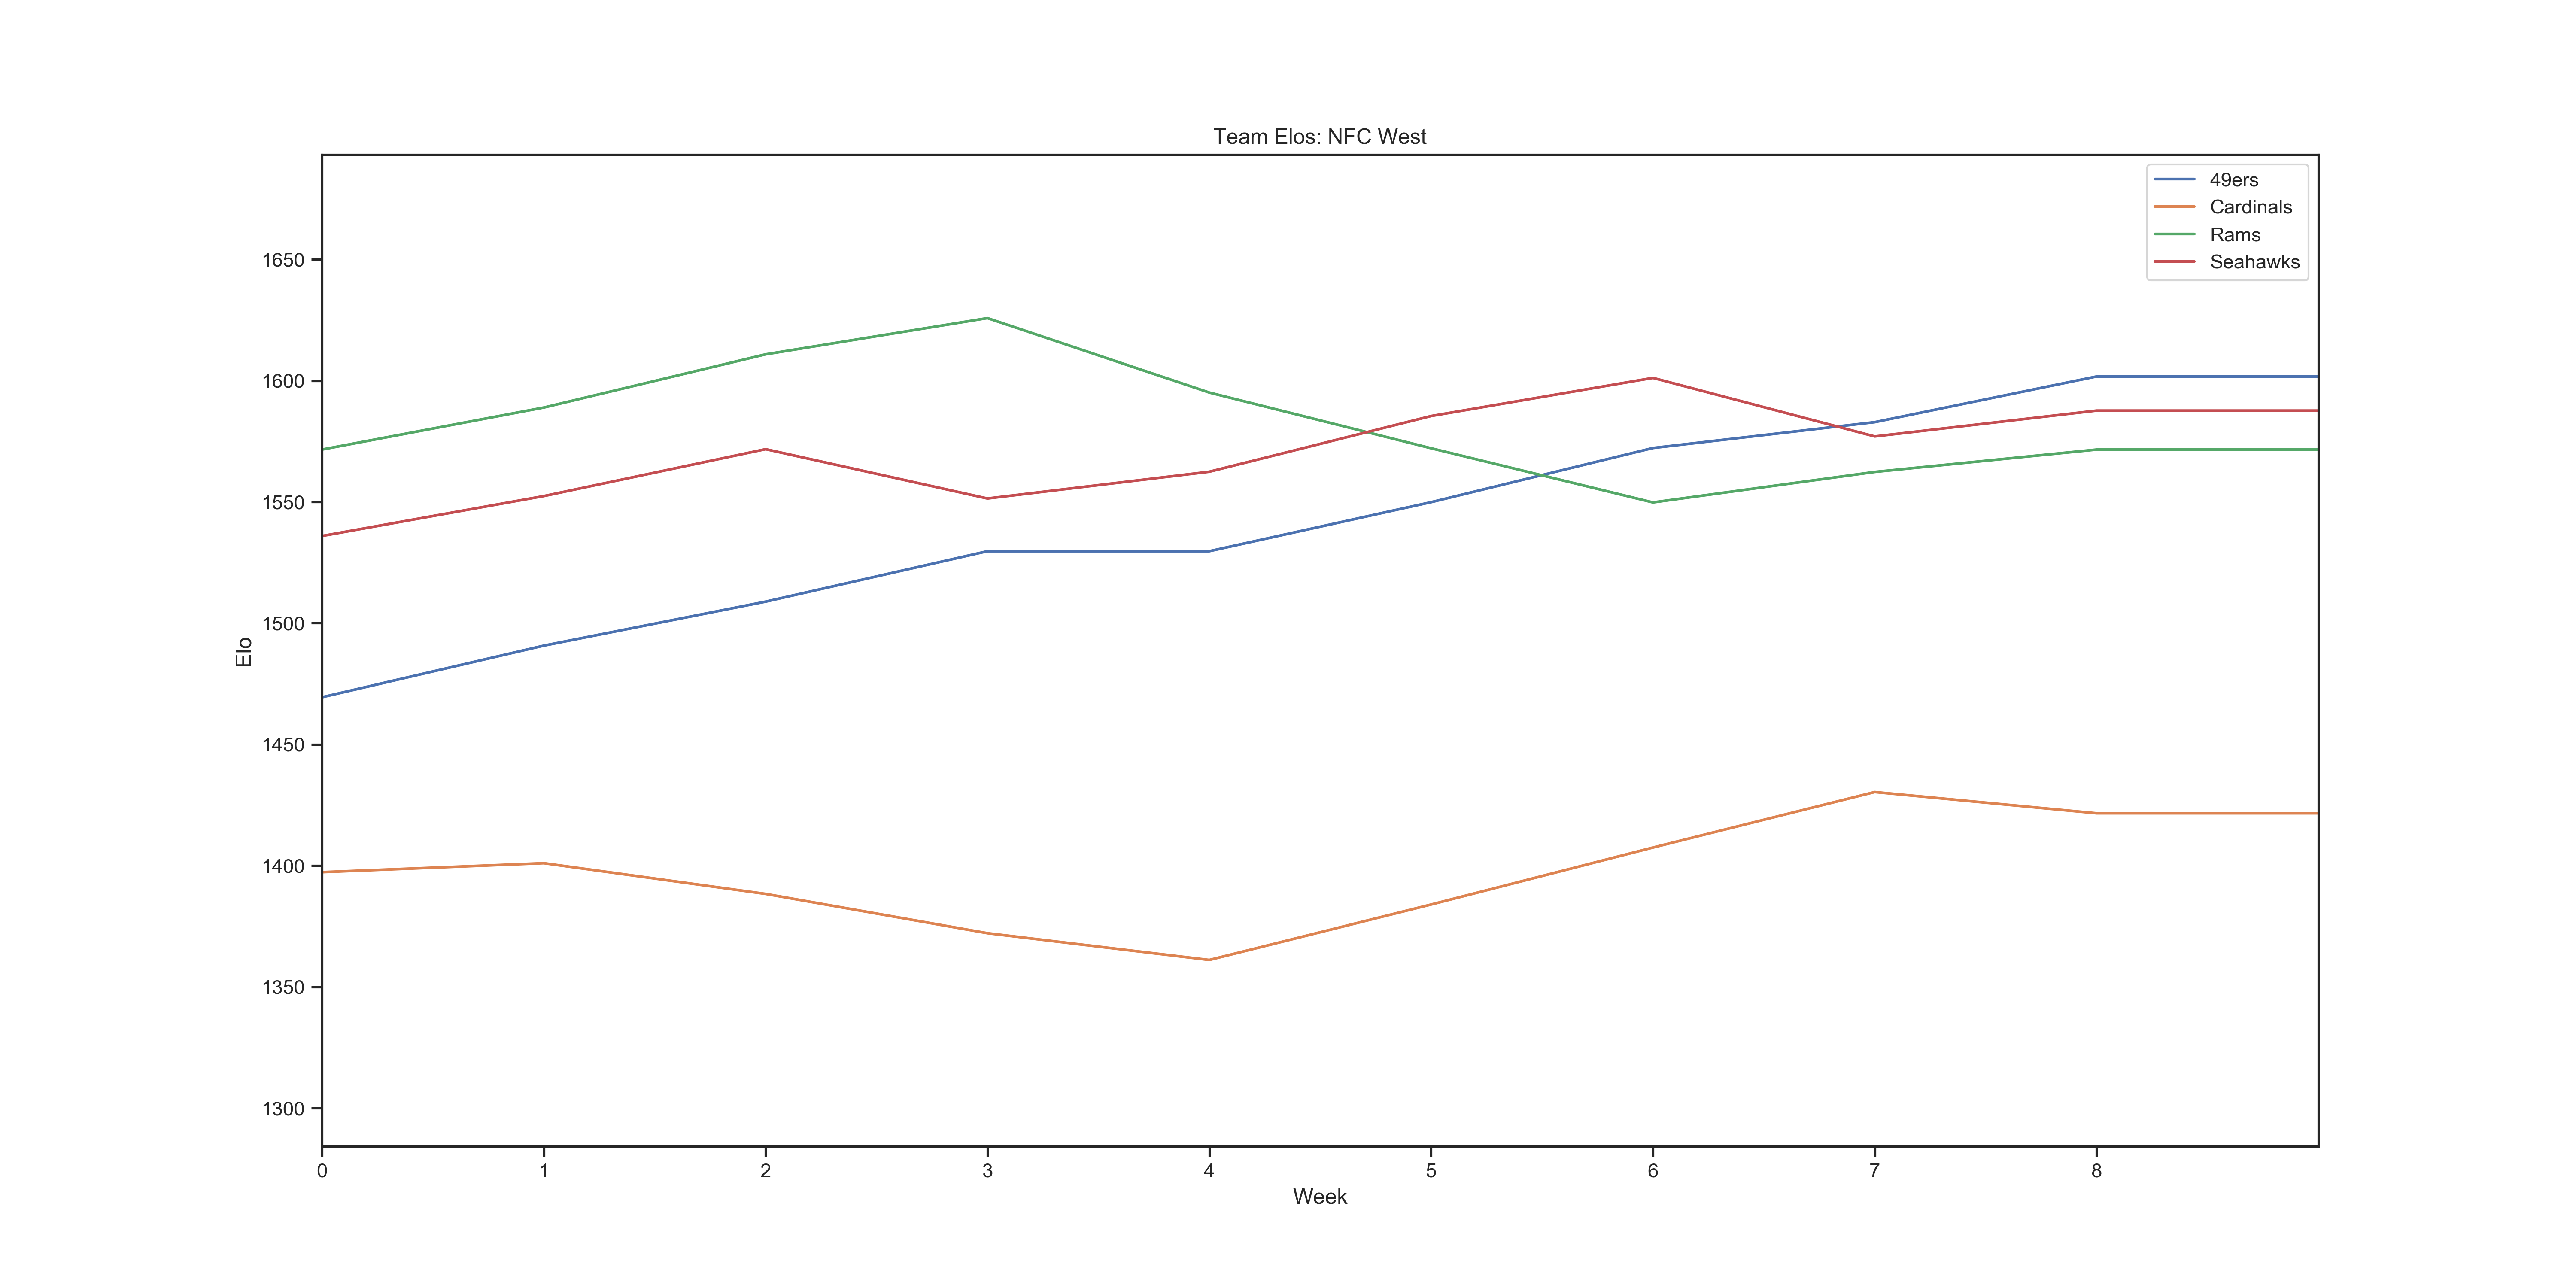 Team Elos: NFC West
49ers
Cardinals
Rams
Seahawks
1650
1600
1550
1500
1450
1400
1350
1300
Elo
0 1 2 3 4 5 6 7 8
Week